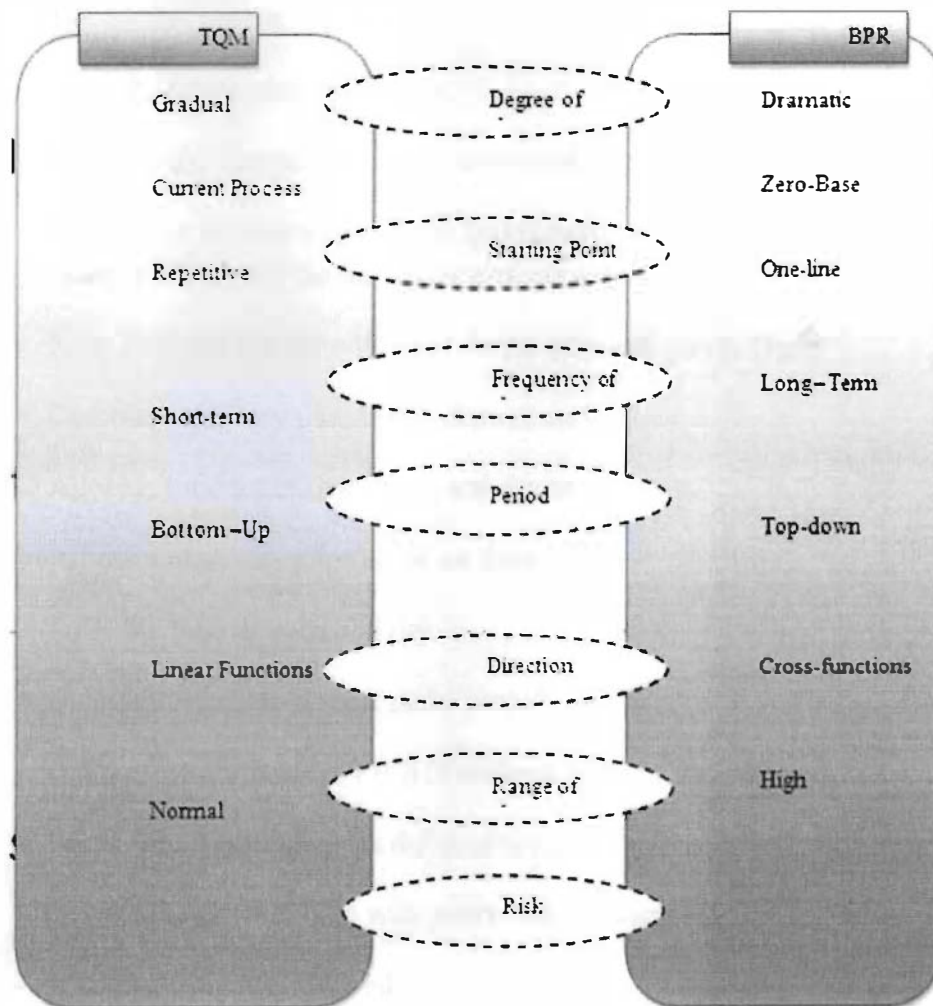 TQM
BPR
Gradual
Degree of
Dramatic
Current Process
Zero-Base
Starting Point
Repetitive
One-line
Frequency of
Long-Term
Short-term
Period
Bottom-Up
Top-down
Linear Functions
Direction
Cross-functions
Range of
High
Normal
Risk